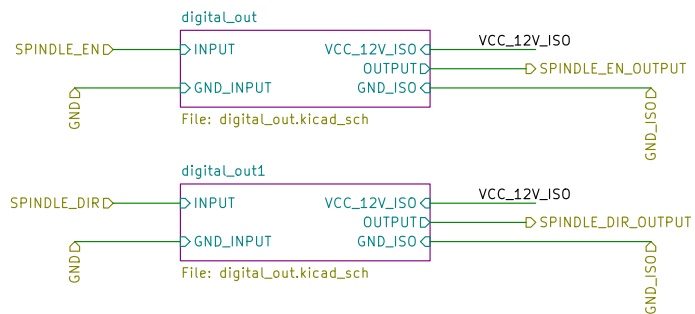 digital_out
SPINDLE_EN
INPUT
VCC_12V_ISO
VCC_12V_ISO
OUTPUT
SPINDLE_EN_OUTPUT
GND
GND_INPUT
GND_ISO
GND_ISO
File: digital_out.kicad_sch
digital_out1
SPINDLE_DIR
INPUT
VCC_12V_ISO
VCC_12V_ISO
OUTPUT
SPINDLE_DIR_OUTPUT
GND
GND_INPUT
GND_ISO
GND_ISO
File: digital_out.kicad_sch